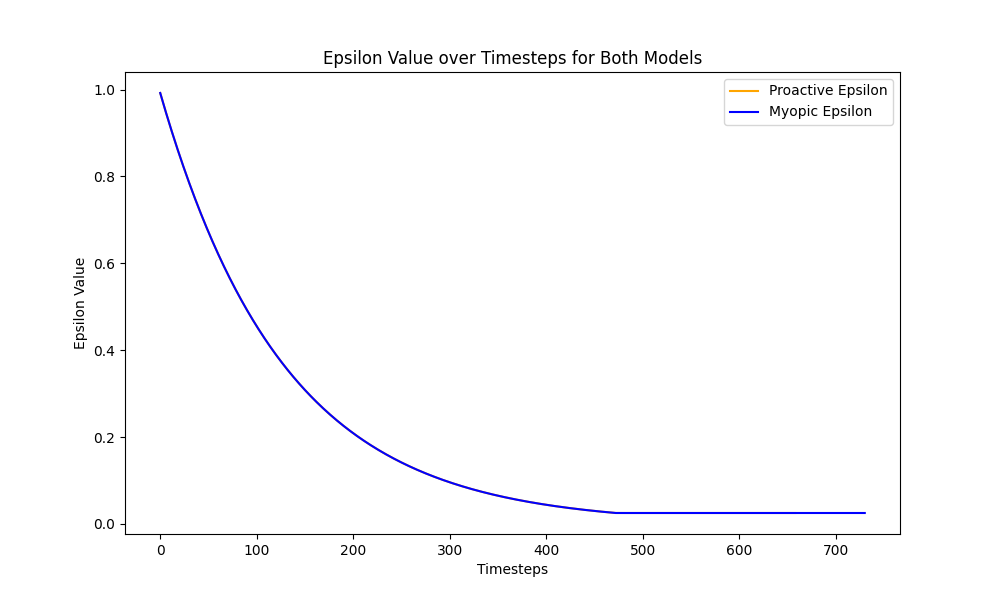 Epsilon Value over Timesteps for Both Models
Proactive Epsilon
Myopic Epsilon
Epsilon Value
1.0
0.8
0.6
0.4
0.2
0.0
0 100 200 300 400 500 600 700
Timesteps